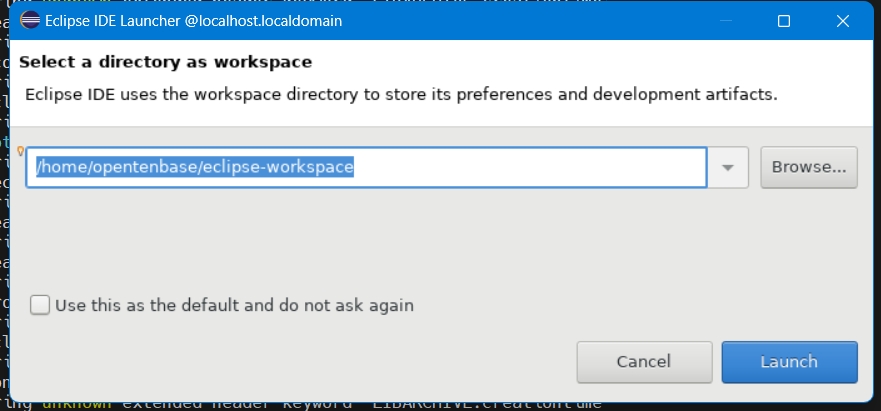 Eclipse IDE Launcher @localhost.localdomain
Select a directory as workspace
Eclipse IDE uses the workspace directory to store its preferences and development artifacts.
/home/opentenbase/eclipse-workspace
Browse...
Use this as the default and do not ask again
Cancel
Launch